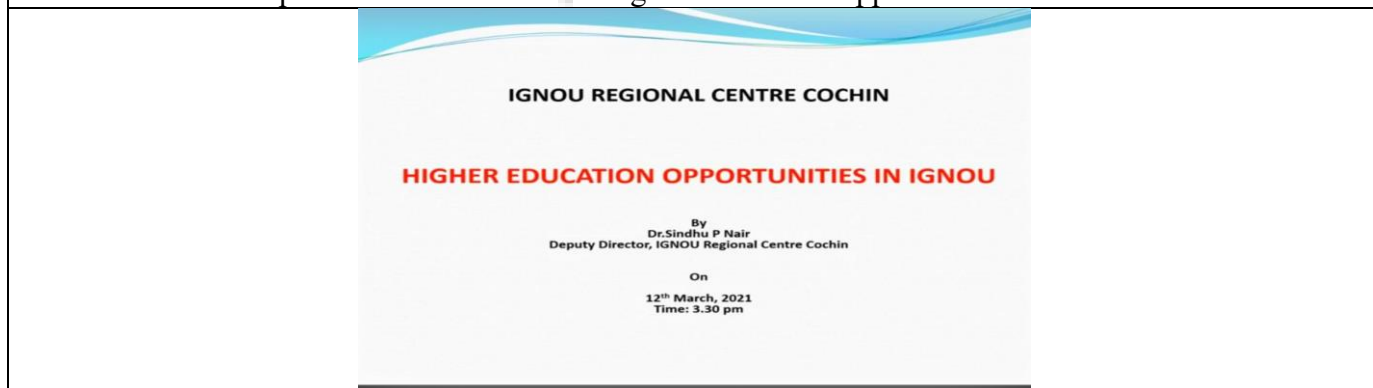 IGNOU REGIONAL CENTRE COCHIN
HIGHER EDUCATION OPPORTUNITIES IN IGNOU
By
Dr.Sindhu P Nair
Deputy Director, IGNOU Regional Centre Cochin
On
12th March, 2021
Time: 3.30 pm